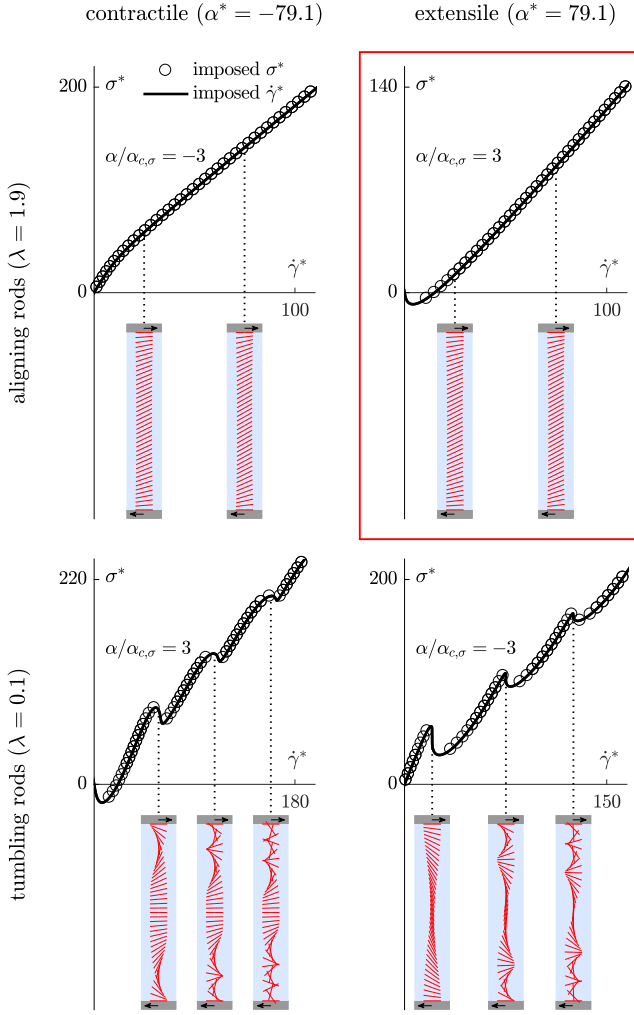 contractile (α* = −79.1)
extensile (α* = 79.1)
aligning rods (λ = 1.9)
σ*
200
imposed σ*
imposed γ̇*
α/α_{c,σ} = −3
0
γ̇*
100
σ*
140
α/α_{c,σ} = 3
0
γ̇*
100
tumbling rods (λ = 0.1)
σ*
220
α/α_{c,σ} = 3
0
γ̇*
180
σ*
200
α/α_{c,σ} = −3
0
γ̇*
150